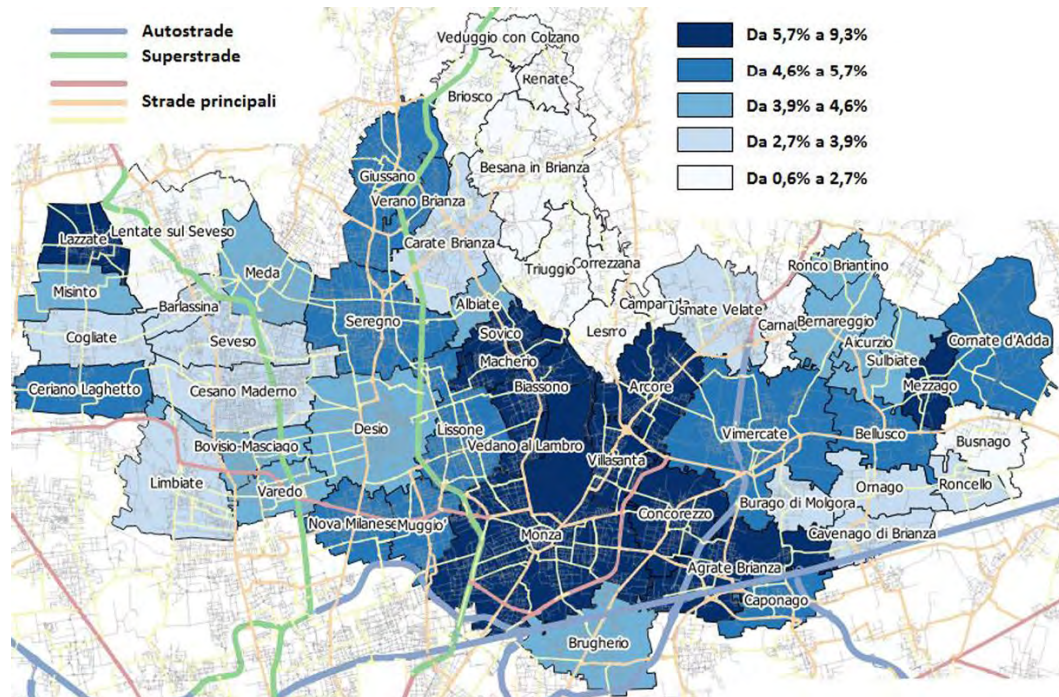 Autostrade
Superstrade
Strade principali
Da 5,7% a 9,3%
Da 4,6% a 5,7%
Da 3,9% a 4,6%
Da 2,7% a 3,9%
Da 0,6% a 2,7%
Veduggio con Colzano
Renate
Briosco
Besana in Brianza
Giussano
Verano Brianza
Lentate sul Seveso
Lazzate
Carate Brianza
Meda
Triuggio
Correzzana
Ronco Briantino
Misinto
Barlassina
Albiate
Camparada
Usmate Velate
Carnat
Bernareggio
Seregno
Sovico
Lesmo
Cogliate
Seveso
Aicurzio
Cornate d'Adda
Macherio
Sulbiate
Ceriano Laghetto
Cesano Maderno
Biassono
Arcore
Mezzago
Desio
Lissone
Vimercate
Bellusco
Bovisio-Masciago
Vedano al Lambro
Busnago
Villasanta
Limbiate
Varedo
Ornago
Roncello
Burago di Molgora
Nova Milanese
Muggio'
Concorezzo
Monza
Cavenago di Brianza
Agrate Brianza
Caponago
Brugherio